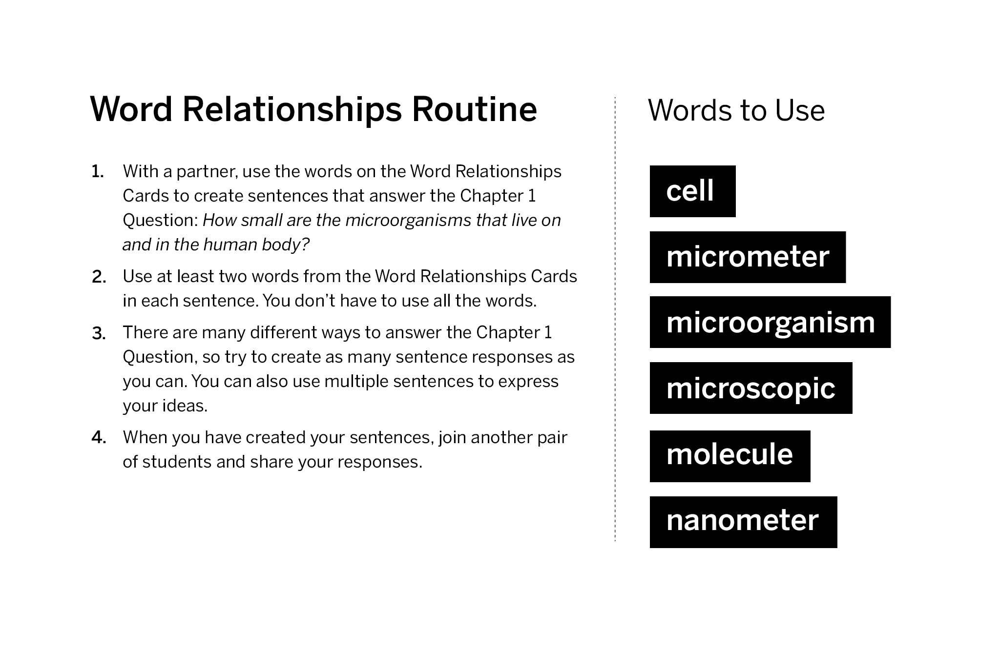 Word Relationships Routine
1. With a partner, use the words on the Word Relationships
Cards to create sentences that answer the Chapter 1
Question: How small are the microorganisms that live on
and in the human body?
2. Use at least two words from the Word Relationships Cards
in each sentence. You don’t have to use all the words.
3. There are many different ways to answer the Chapter 1
Question, so try to create as many sentence responses as
you can. You can also use multiple sentences to express
your ideas.
4. When you have created your sentences, join another pair
of students and share your responses.
Words to Use
cell
micrometer
microorganism
microscopic
molecule
nanometer